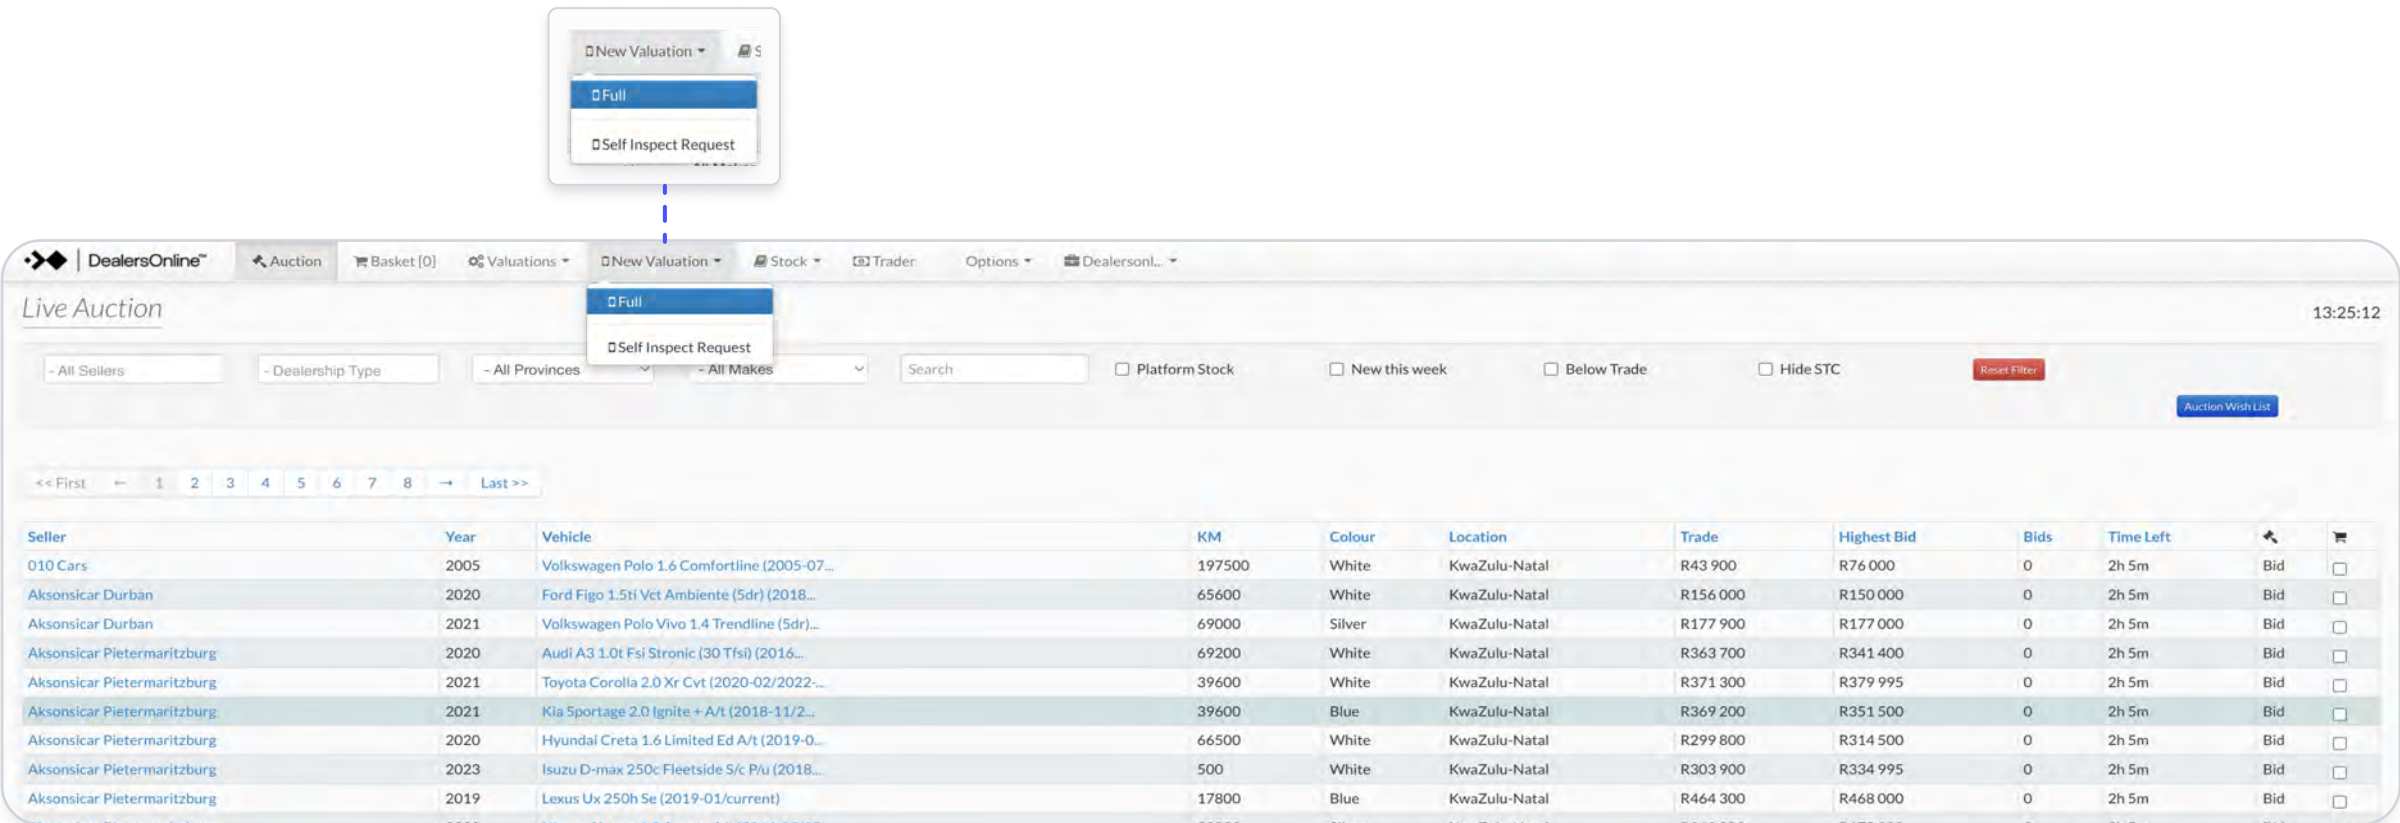 New Valuation
Full
Self Inspect Request
DealersOnline™ Auction Basket [0] Valuations New Valuation Stock Trader Options Dealersonl...
Full
Live Auction
13:25:12
Self Inspect Request
- All Sellers - Dealership Type - All Provinces - All Makes Search Platform Stock New this week Below Trade Hide STC Reset Filter
Auction Wish List
<< First ← 1 2 3 4 5 6 7 8 → Last >>
Seller Year Vehicle KM Colour Location Trade Highest Bid Bids Time Left
010 Cars 2005 Volkswagen Polo 1.6 Comfortline (2005-07... 197500 White KwaZulu-Natal R43 900 R76 000 0 2h 5m Bid
Aksonsicar Durban 2020 Ford Figo 1.5ti Vct Ambiente (5dr) (2018... 65600 White KwaZulu-Natal R156 000 R150 000 0 2h 5m Bid
Aksonsicar Durban 2021 Volkswagen Polo Vivo 1.4 Trendline (5dr)... 69000 Silver KwaZulu-Natal R177 900 R177 000 0 2h 5m Bid
Aksonsicar Pietermaritzburg 2020 Audi A3 1.0t Fsi Stronic (30 Tfsi) (2016... 69200 White KwaZulu-Natal R363 700 R341 400 0 2h 5m Bid
Aksonsicar Pietermaritzburg 2021 Toyota Corolla 2.0 Xr Cvt (2020-02/2022-... 39600 White KwaZulu-Natal R371 300 R379 995 0 2h 5m Bid
Aksonsicar Pietermaritzburg 2021 Kia Sportage 2.0 Ignite + A/t (2018-11/2... 39600 Blue KwaZulu-Natal R369 200 R351 500 0 2h 5m Bid
Aksonsicar Pietermaritzburg 2020 Hyundai Creta 1.6 Limited Ed A/t (2019-0... 66500 White KwaZulu-Natal R299 800 R314 500 0 2h 5m Bid
Aksonsicar Pietermaritzburg 2023 Isuzu D-max 250c Fleetside S/c P/u (2018... 500 White KwaZulu-Natal R303 900 R334 995 0 2h 5m Bid
Aksonsicar Pietermaritzburg 2019 Lexus Ux 250h Se (2019-01/current) 17800 Blue KwaZulu-Natal R464 300 R468 000 0 2h 5m Bid